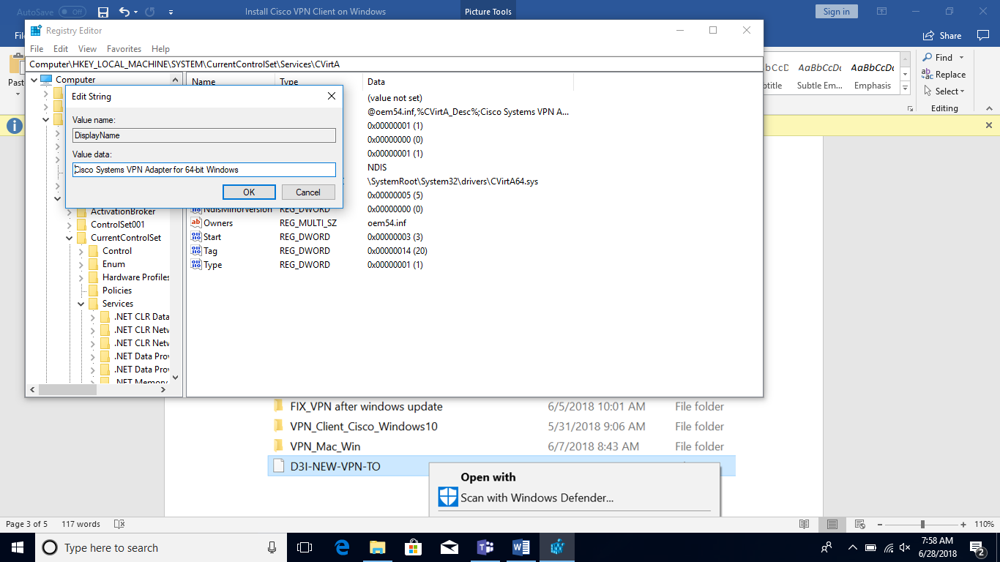 AutoSave Off
Install Cisco VPN Client on Windows
Picture Tools
Sign in
Registry Editor
File Edit View Favorites Help
Computer\HKEY_LOCAL_MACHINE\SYSTEM\CurrentControlSet\Services\CVirtA
Share
Find
Replace
Select
Editing
AaBbCcDc AaBbCcDc
Subtle Em... Emphasis
Computer
Name Type Data
Edit String
Value name:
DisplayName
Value data:
Cisco Systems VPN Adapter for 64-bit Windows
OK Cancel
(value not set)
@oem54.inf,%CVirtA_Desc%;Cisco Systems VPN A...
0x00000001 (1)
0x00000000 (0)
0x00000001 (1)
NDIS
\SystemRoot\System32\drivers\CVirtA64.sys
0x00000005 (5)
NdisMinorVersion REG_DWORD 0x00000000 (0)
Owners REG_MULTI_SZ oem54.inf
Start REG_DWORD 0x00000003 (3)
Tag REG_DWORD 0x00000014 (20)
Type REG_DWORD 0x00000001 (1)
ActivationBroker
ControlSet001
CurrentControlSet
Control
Enum
Hardware Profiles
Policies
Services
.NET CLR Data
.NET CLR Netw
.NET CLR Netw
.NET Data Prov
.NET Data Prov
.NET Memory
FIX_VPN after windows update 6/5/2018 10:01 AM File folder
VPN_Client_Cisco_Windows10 5/31/2018 9:06 AM File folder
VPN_Mac_Win 6/7/2018 8:43 AM File folder
D3I-NEW-VPN-TO
Open with
Scan with Windows Defender...
Page 3 of 5 117 words
110%
Type here to search
7:58 AM
6/28/2018
2